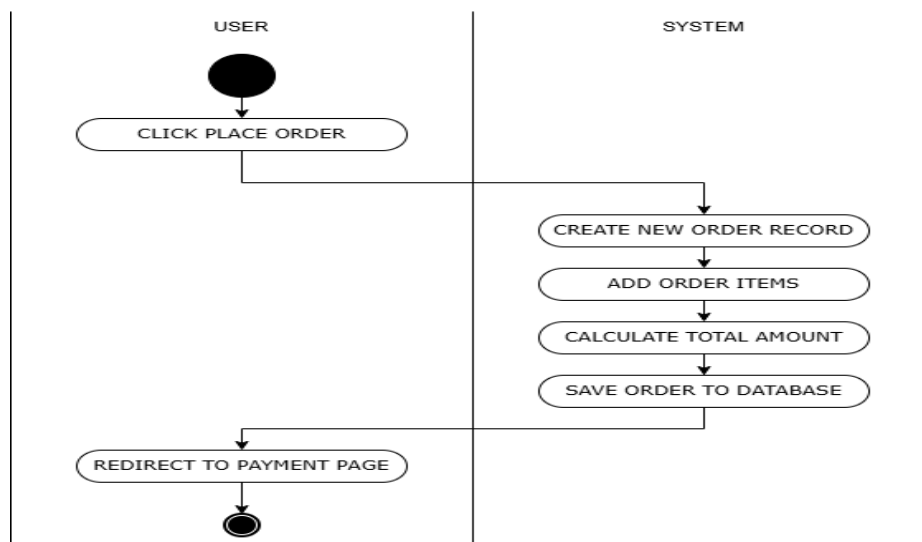 USER
SYSTEM
CLICK PLACE ORDER
CREATE NEW ORDER RECORD
ADD ORDER ITEMS
CALCULATE TOTAL AMOUNT
SAVE ORDER TO DATABASE
REDIRECT TO PAYMENT PAGE